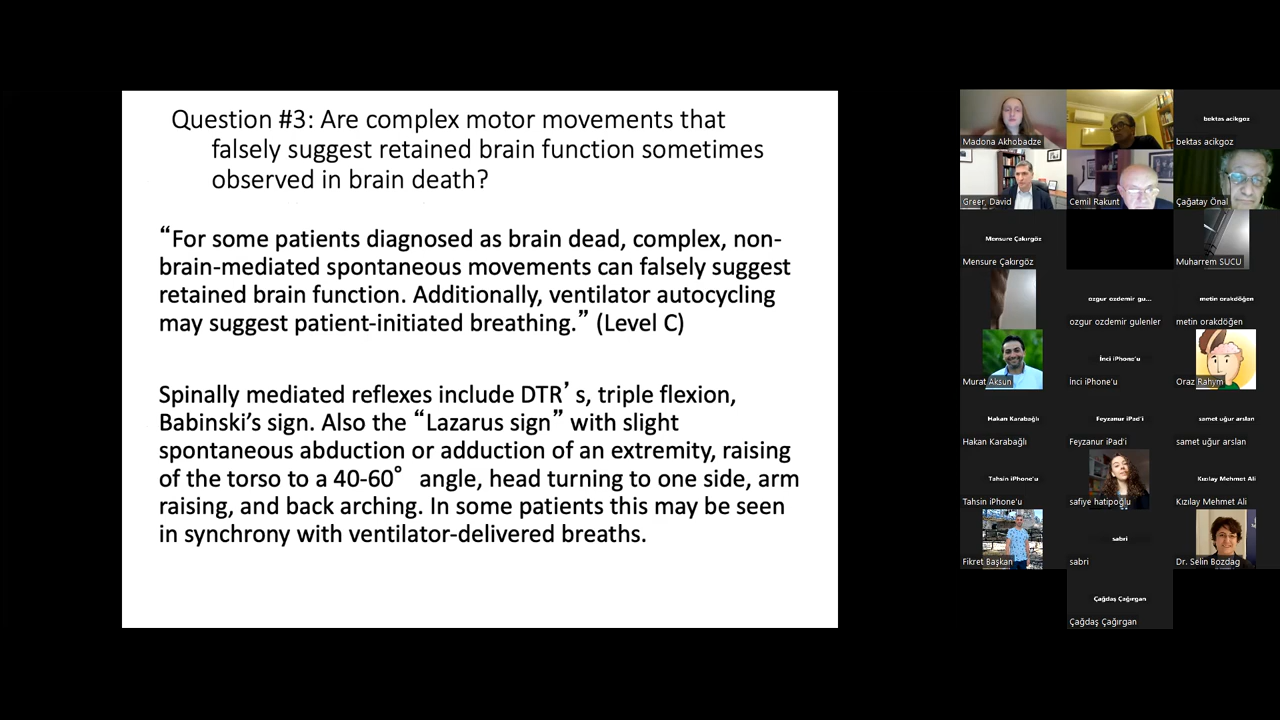 Question #3: Are complex motor movements that
falsely suggest retained brain function sometimes
observed in brain death?
“For some patients diagnosed as brain dead, complex, non-
brain-mediated spontaneous movements can falsely suggest
retained brain function. Additionally, ventilator autocycling
may suggest patient-initiated breathing.” (Level C)
Spinally mediated reflexes include DTR’s, triple flexion,
Babinski’s sign. Also the “Lazarus sign” with slight
spontaneous abduction or adduction of an extremity, raising
of the torso to a 40-60° angle, head turning to one side, arm
raising, and back arching. In some patients this may be seen
in synchrony with ventilator-delivered breaths.
Madona Akhobadze
bektas acikgoz
bektas acikgoz
Greer, David
Cemil Rakunt
Çağatay Önal
Mensure Çakırgöz
Mensure Çakırgöz
Muharrem SUCU
ozgur ozdemir gu...
ozgur ozdemir gulenler
metin orakdöğen
metin orakdöğen
Murat Aksun
İnci iPhone'u
İnci iPhone'u
Oraz Rahym
Hakan Karabağlı
Hakan Karabağlı
Feyzanur iPad'i
Feyzanur iPad'i
samet uğur arslan
samet uğur arslan
Tahsin iPhone'u
Tahsin iPhone'u
safiye hatipoğlu
Kızılay Mehmet Ali
Kızılay Mehmet Ali
Fikret Başkan
sabri
sabri
Dr. Selin Bozdag
Çağdaş Çağırgan
Çağdaş Çağırgan